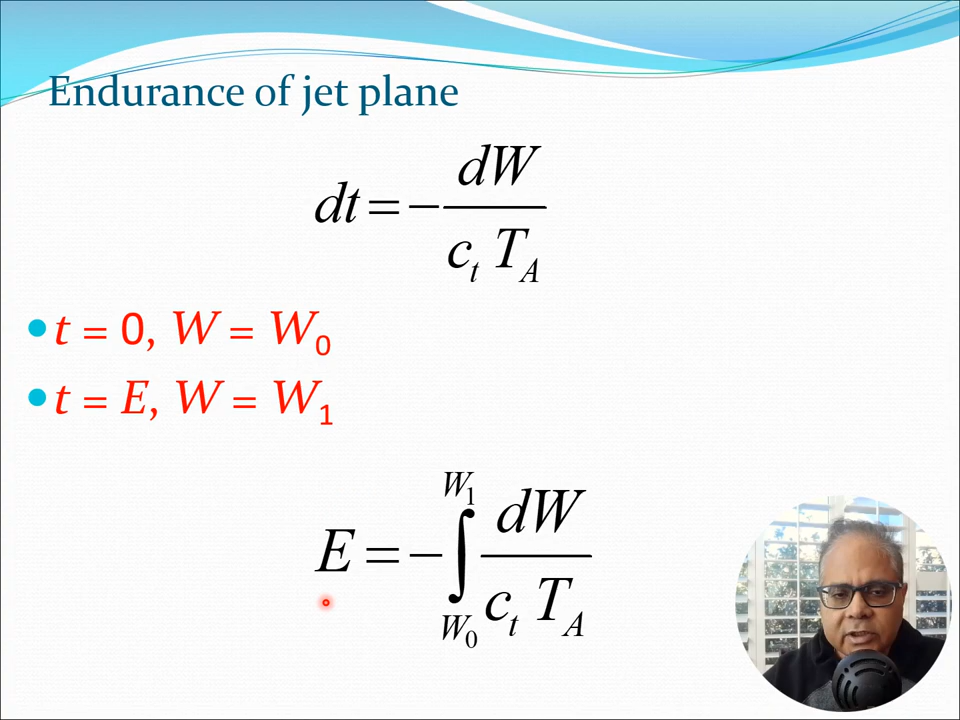 Endurance of jet plane
dt = − dW / c_t T_A
• t = 0, W = W_0
• t = E, W = W_1
E = − ∫_{W_0}^{W_1} dW / c_t T_A